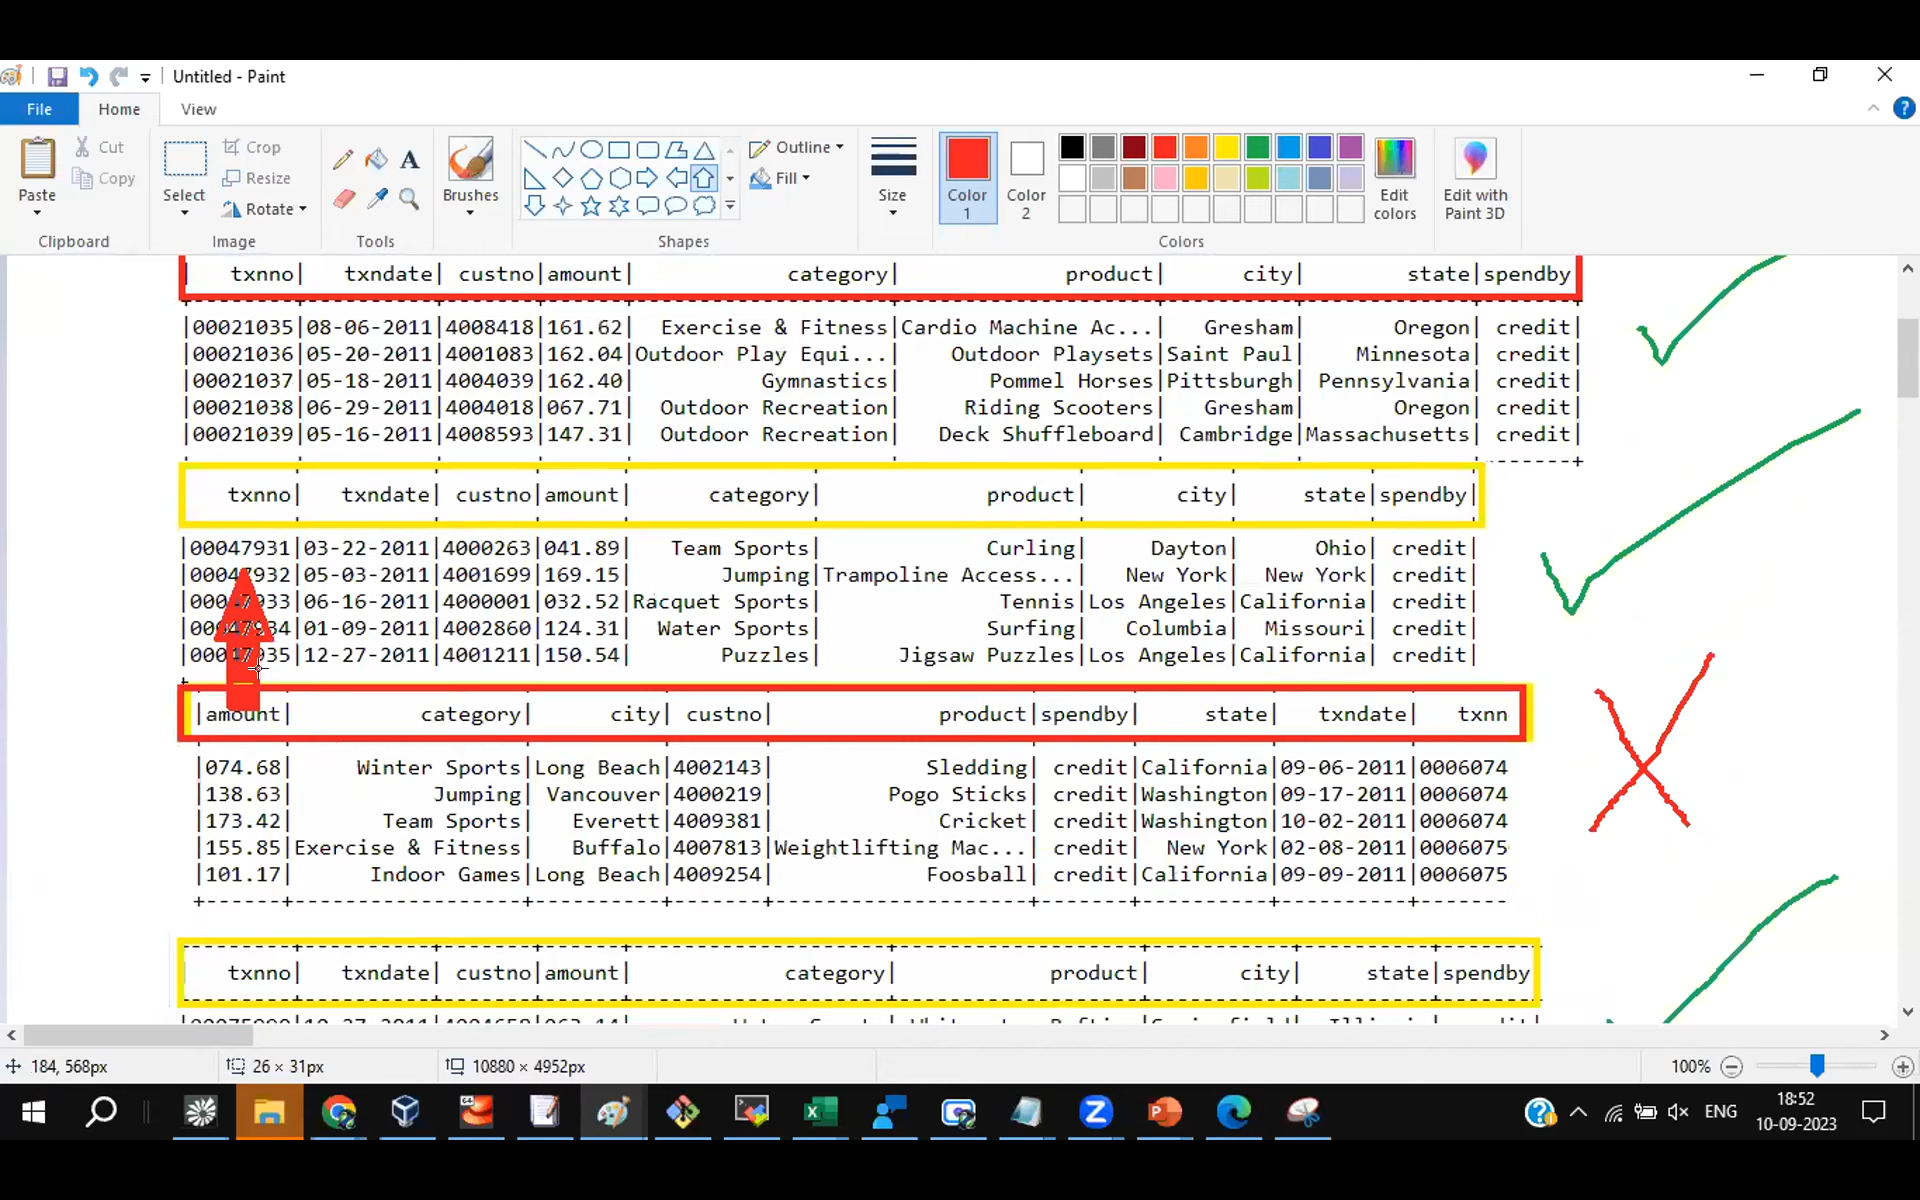 Untitled - Paint
File Home View
Paste Cut Copy Clipboard
Select Crop Resize Rotate Image
Tools
Brushes
Outline Fill Shapes
Size
Color 1
Color 2
Edit colors
Colors
Edit with Paint 3D
| txnno| txndate| custno|amount| category| product| city| state|spendby|
|00021035|08-06-2011|4008418|161.62| Exercise & Fitness|Cardio Machine Ac...| Gresham| Oregon| credit|
|00021036|05-20-2011|4001083|162.04|Outdoor Play Equi...| Outdoor Playsets|Saint Paul| Minnesota| credit|
|00021037|05-18-2011|4004039|162.40| Gymnastics| Pommel Horses|Pittsburgh| Pennsylvania| credit|
|00021038|06-29-2011|4004018|067.71| Outdoor Recreation| Riding Scooters| Gresham| Oregon| credit|
|00021039|05-16-2011|4008593|147.31| Outdoor Recreation| Deck Shuffleboard| Cambridge|Massachusetts| credit|
txnno| txndate| custno|amount| category| product| city| state|spendby|
|00047931|03-22-2011|4000263|041.89| Team Sports| Curling| Dayton| Ohio| credit|
|00047932|05-03-2011|4001699|169.15| Jumping|Trampoline Access...| New York| New York| credit|
|00047933|06-16-2011|4000001|032.52|Racquet Sports| Tennis|Los Angeles|California| credit|
|00047934|01-09-2011|4002860|124.31| Water Sports| Surfing| Columbia| Missouri| credit|
|00047935|12-27-2011|4001211|150.54| Puzzles| Jigsaw Puzzles|Los Angeles|California| credit|
|amount| category| city| custno| product|spendby| state| txndate| txnn
|074.68| Winter Sports|Long Beach|4002143| Sledding| credit|California|09-06-2011|0006074
|138.63| Jumping| Vancouver|4000219| Pogo Sticks| credit|Washington|09-17-2011|0006074
|173.42| Team Sports| Everett|4009381| Cricket| credit|Washington|10-02-2011|0006074
|155.85|Exercise & Fitness| Buffalo|4007813|Weightlifting Mac...| credit| New York|02-08-2011|0006075
|101.17| Indoor Games|Long Beach|4009254| Foosball| credit|California|09-09-2011|0006075
txnno| txndate| custno|amount| category| product| city| state|spendby
184, 568px 26 × 31px 10880 × 4952px 100%
ENG 18:52
10-09-2023